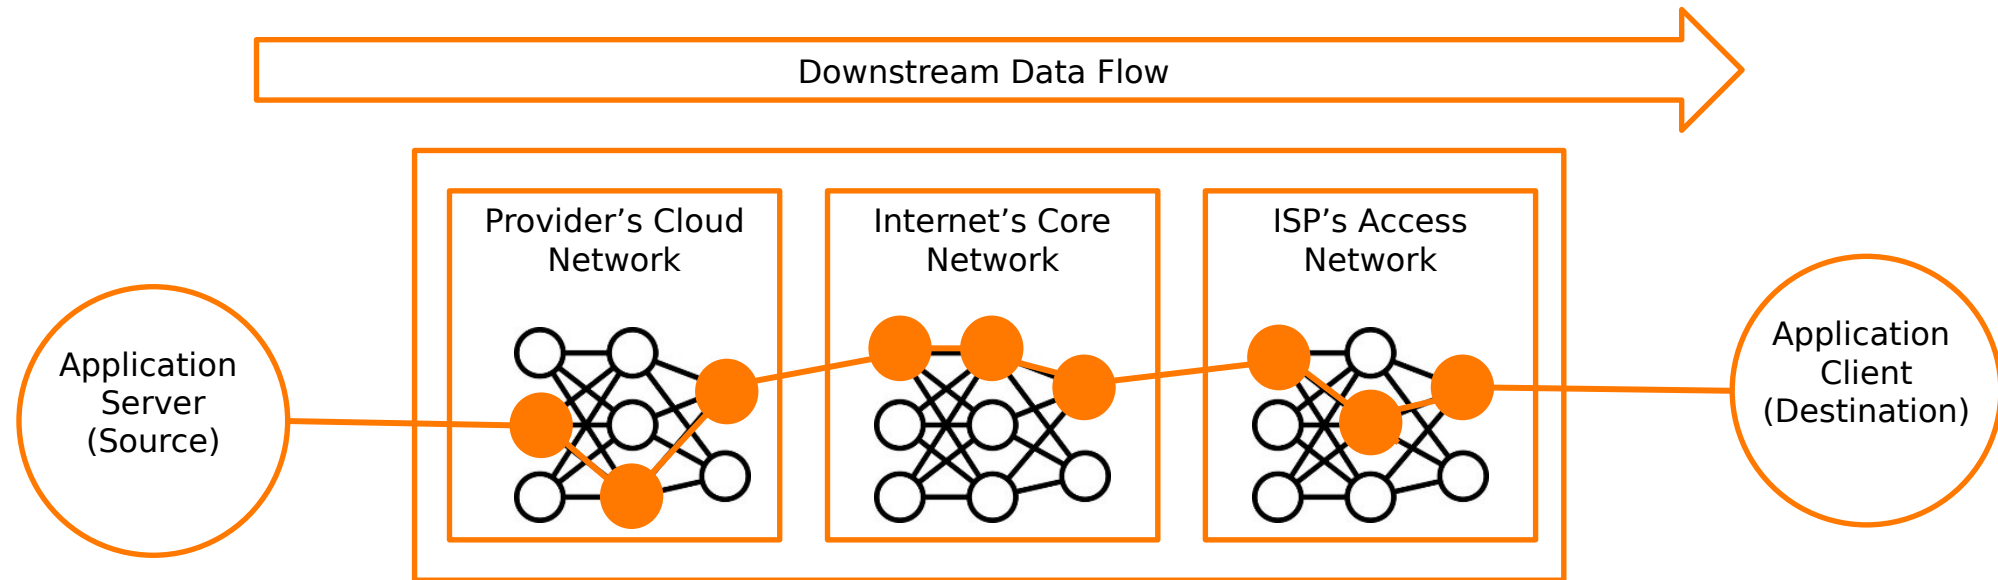 Downstream Data Flow
Provider’s Cloud
Network
Internet’s Core
Network
ISP’s Access
Network
Application
Server
(Source)
Application
Client
(Destination)